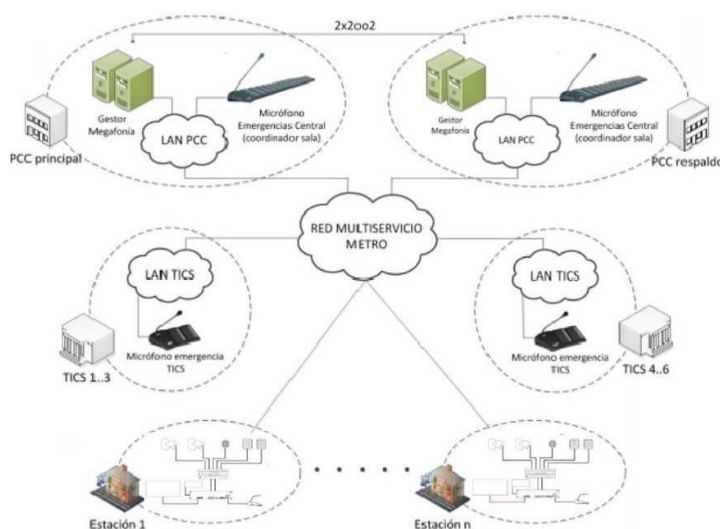 2x2oo2
Gestor
Megafonía
Micrófono
Emergencias Central
(coordinador sala)
LAN PCC
PCC principal
Gestor
Megafonía
Micrófono
Emergencias Central
(coordinador sala)
LAN PCC
PCC respaldo
RED MULTISERVICIO
METRO
LAN TICS
Micrófono emergencia
TICS
TICS 1..3
LAN TICS
Micrófono emergencia
TICS
TICS 4..6
Estación 1
Estación n